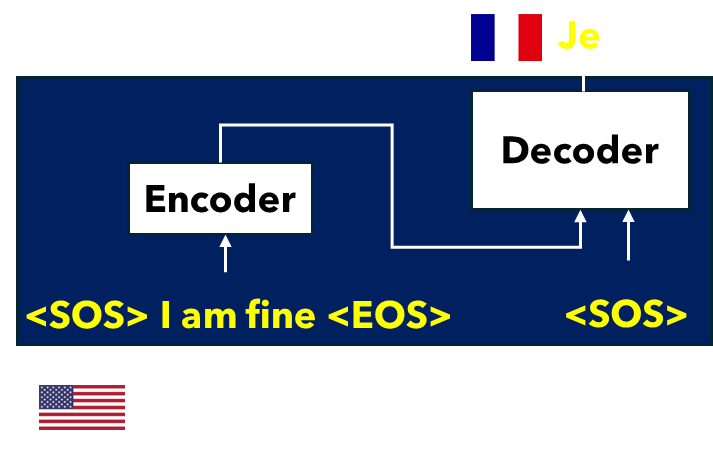 Je
Decoder
Encoder
<SOS> I am fine <EOS>
<SOS>